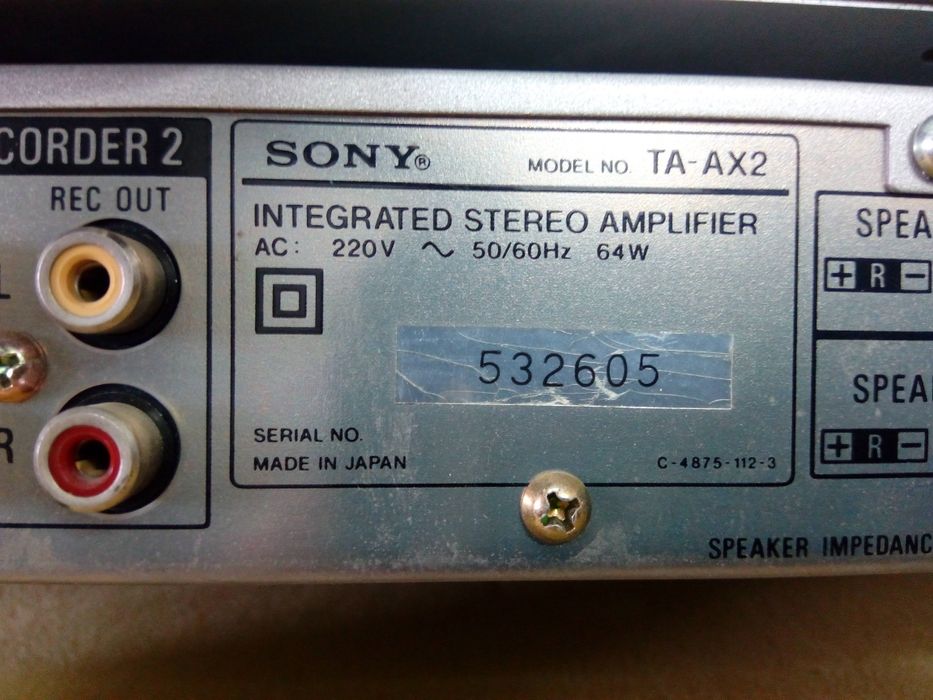 CORDER 2
REC OUT
L
R
SONY®
MODEL NO. TA-AX2
INTEGRATED STEREO AMPLIFIER
AC: 220V ~ 50/60Hz 64W
532605
SERIAL NO.
MADE IN JAPAN
C-4875-112-3
SPEA
+ R −
SPEA
+ R −
SPEAKER IMPEDANC